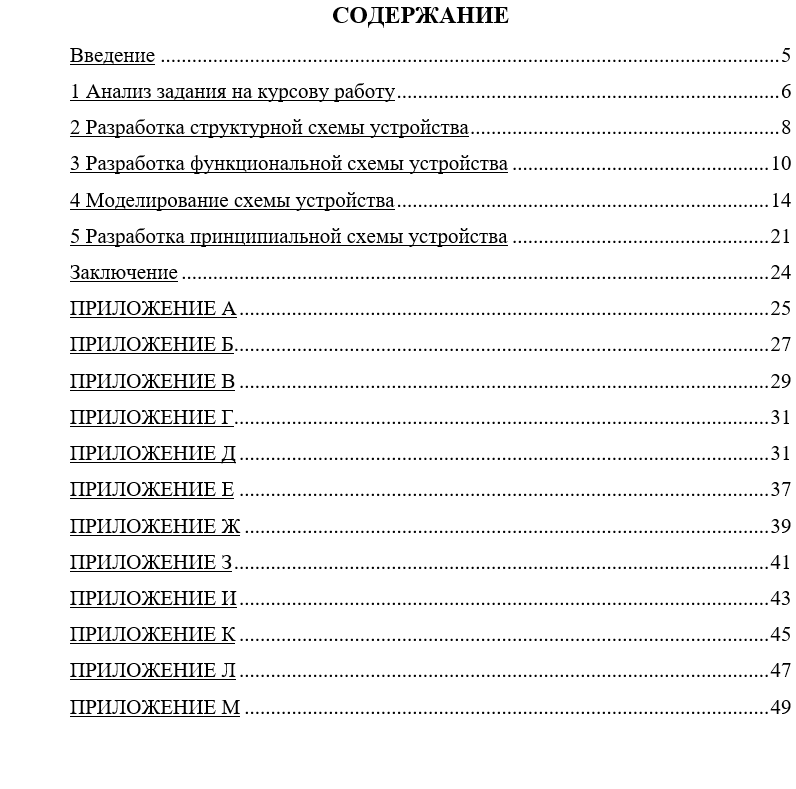 СОДЕРЖАНИЕ
Введение ........................................................ 5
1 Анализ задания на курсову работу ........................................................ 6
2 Разработка структурной схемы устройства ........................................................ 8
3 Разработка функциональной схемы устройства ........................................................ 10
4 Моделирование схемы устройства ........................................................ 14
5 Разработка принципиальной схемы устройства ........................................................ 21
Заключение ........................................................ 24
ПРИЛОЖЕНИЕ А ........................................................ 25
ПРИЛОЖЕНИЕ Б ........................................................ 27
ПРИЛОЖЕНИЕ В ........................................................ 29
ПРИЛОЖЕНИЕ Г ........................................................ 31
ПРИЛОЖЕНИЕ Д ........................................................ 31
ПРИЛОЖЕНИЕ Е ........................................................ 37
ПРИЛОЖЕНИЕ Ж ........................................................ 39
ПРИЛОЖЕНИЕ З ........................................................ 41
ПРИЛОЖЕНИЕ И ........................................................ 43
ПРИЛОЖЕНИЕ К ........................................................ 45
ПРИЛОЖЕНИЕ Л ........................................................ 47
ПРИЛОЖЕНИЕ М ........................................................ 49